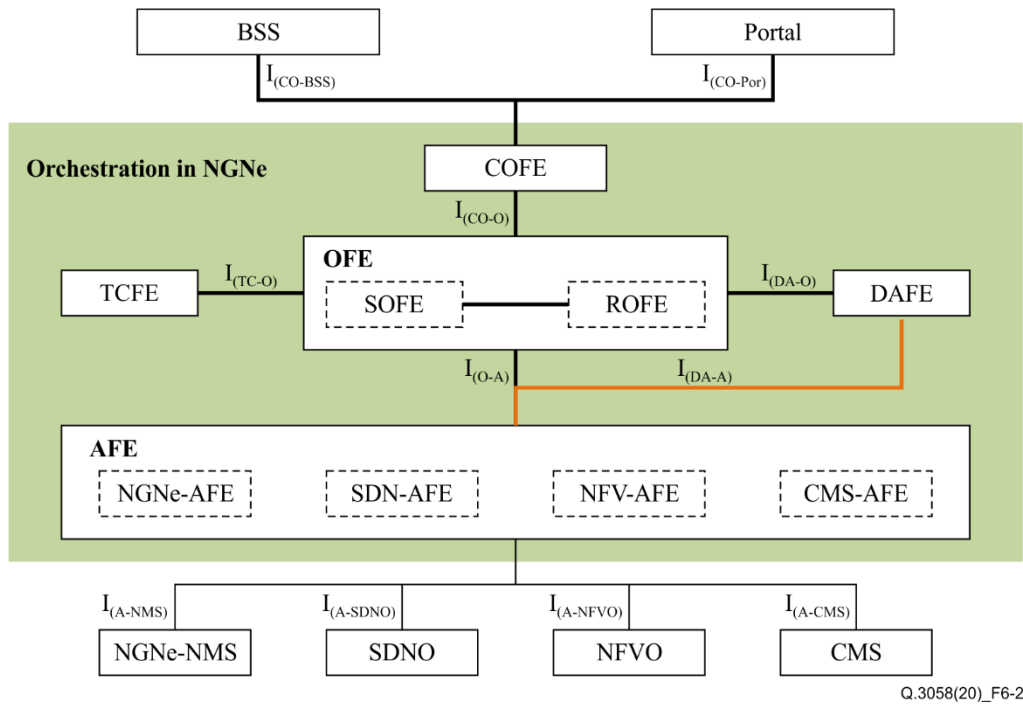 BSS
Portal
I(CO-BSS)
I(CO-Por)
Orchestration in NGNe
COFE
I(CO-O)
OFE
I(TC-O)
I(DA-O)
TCFE
SOFE
ROFE
DAFE
I(O-A)
I(DA-A)
AFE
NGNe-AFE
SDN-AFE
NFV-AFE
CMS-AFE
I(A-NMS)
I(A-SDNO)
I(A-NFVO)
I(A-CMS)
NGNe-NMS
SDNO
NFVO
CMS
Q.3058(20)_F6-2